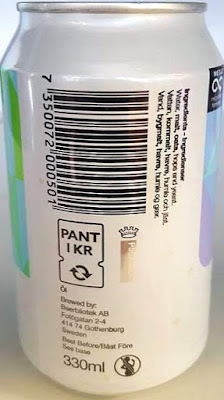 Ingredients – Ingredienser
Water, malt, oats, hops and yeast.
Vatten, kornmalt, havre, humle och jäst.
Vand, bygmalt, havre, humle og gær.
7 350072 000501
PANT
1 KR
Öl
Brewed by:
Beerbliotek AB
Fotögatan 2-4
414 74 Gothenburg
Sweden
Best Before/Bäst Före
See base
330ml